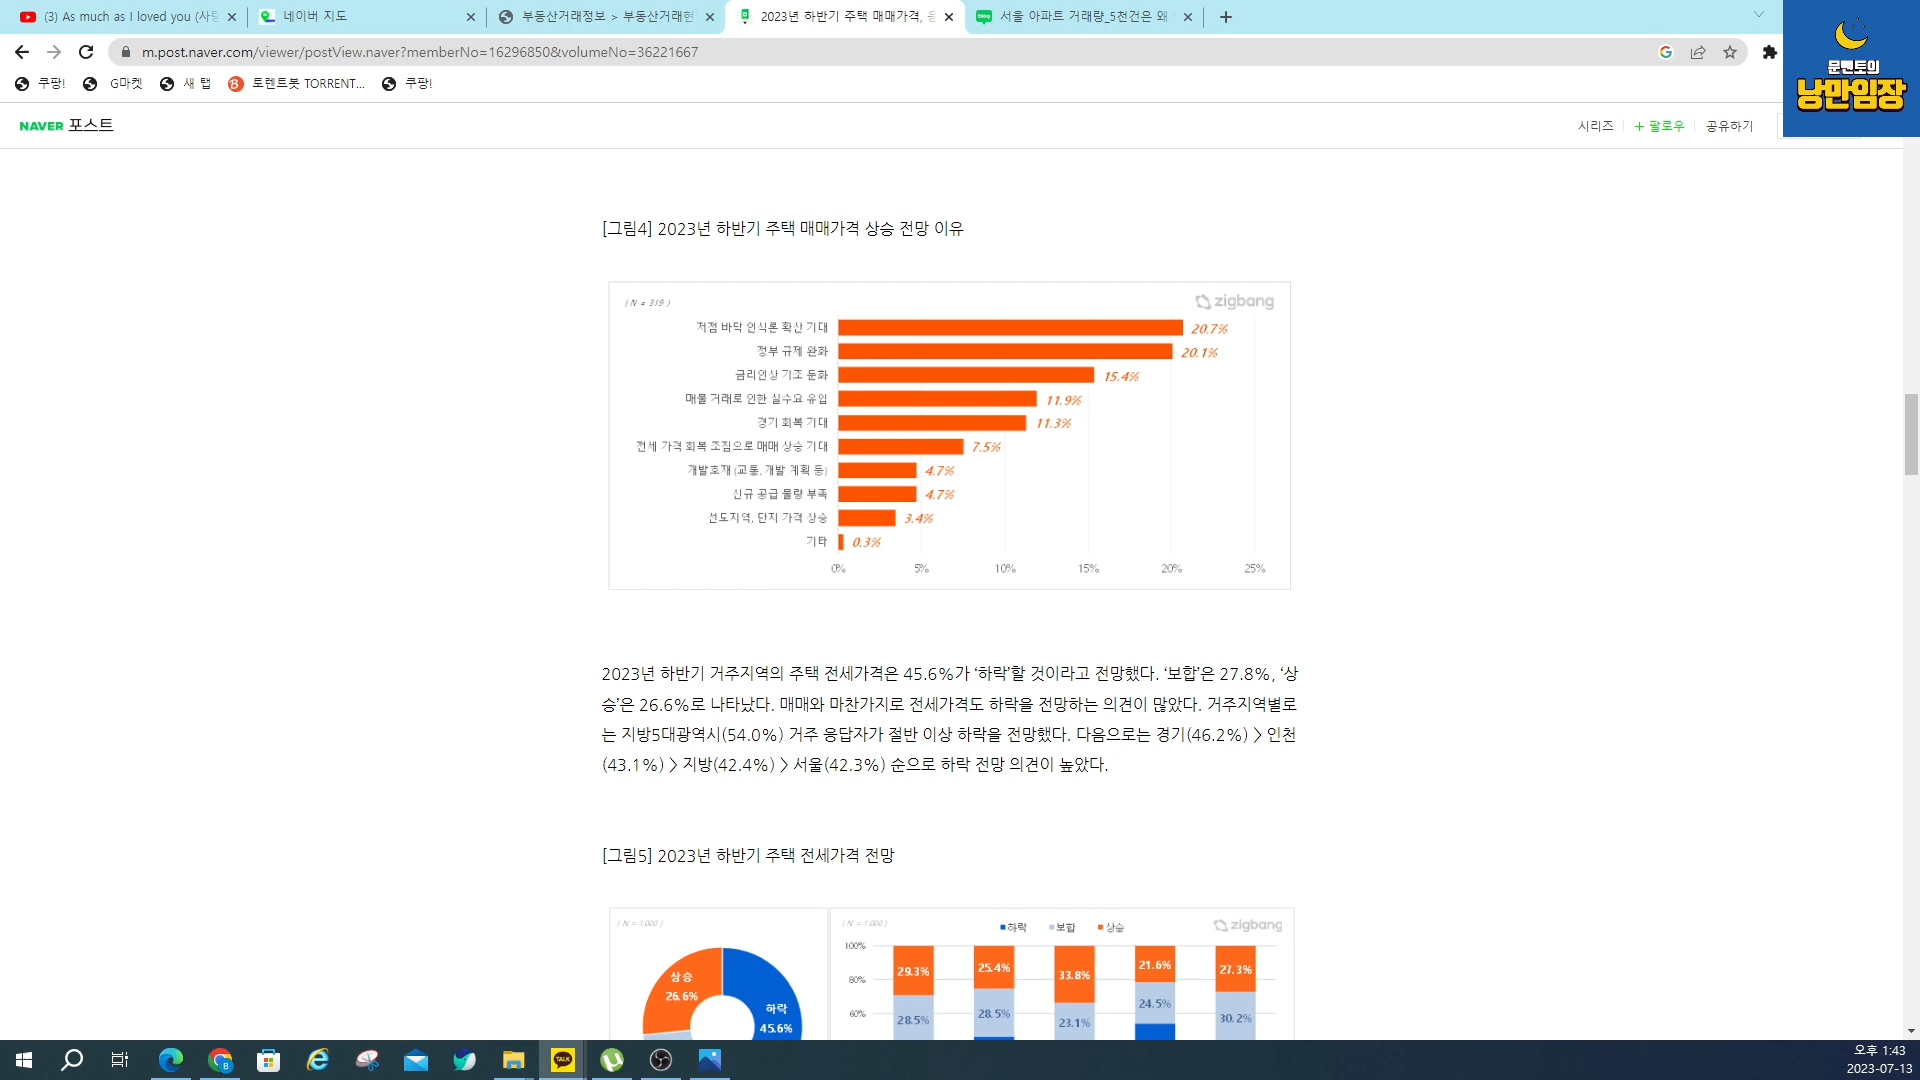 (3) As much as I loved you (사랑
네이버 지도
부동산거래정보 > 부동산거래현
2023년 하반기 주택 매매가격,
서울 아파트 거래량_5천건은 왜
m.post.naver.com/viewer/postView.naver?memberNo=16296850&volumeNo=36221667
쿠팡!
G마켓
새 탭
토렌트봇 TORRENT...
쿠팡!
문멘토의
낭만임장
NAVER 포스트
시리즈
+ 팔로우
공유하기
[그림4] 2023년 하반기 주택 매매가격 상승 전망 이유
( N = 319 )
zigbang
저점 바닥 인식론 확산 기대 20.7%
정부 규제 완화 20.1%
금리인상 기조 둔화 15.4%
매물 거래로 인한 실수요 유입 11.9%
경기 회복 기대 11.3%
전세 가격 회복 조짐으로 매매 상승 기대 7.5%
개발호재 (교통, 개발 계획 등) 4.7%
신규 공급 물량 부족 4.7%
선도지역, 단지 가격 상승 3.4%
기타 0.3%
0% 5% 10% 15% 20% 25%
2023년 하반기 거주지역의 주택 전세가격은 45.6%가 ‘하락’할 것이라고 전망했다. ‘보합’은 27.8%, ‘상
승’은 26.6%로 나타났다. 매매와 마찬가지로 전세가격도 하락을 전망하는 의견이 많았다. 거주지역별로
는 지방5대광역시(54.0%) 거주 응답자가 절반 이상 하락을 전망했다. 다음으로는 경기(46.2%) > 인천
(43.1%) > 지방(42.4%) > 서울(42.3%) 순으로 하락 전망 의견이 높았다.
[그림5] 2023년 하반기 주택 전세가격 전망
( N = 1,000 )
상승
26.6%
하락
45.6%
( N = 1,000 )
하락 보합 상승
zigbang
100%
80%
60%
29.3% 25.4% 33.8% 21.6% 27.3%
28.5% 28.5% 23.1% 24.5% 30.2%
TALK
오후 1:43
2023-07-13